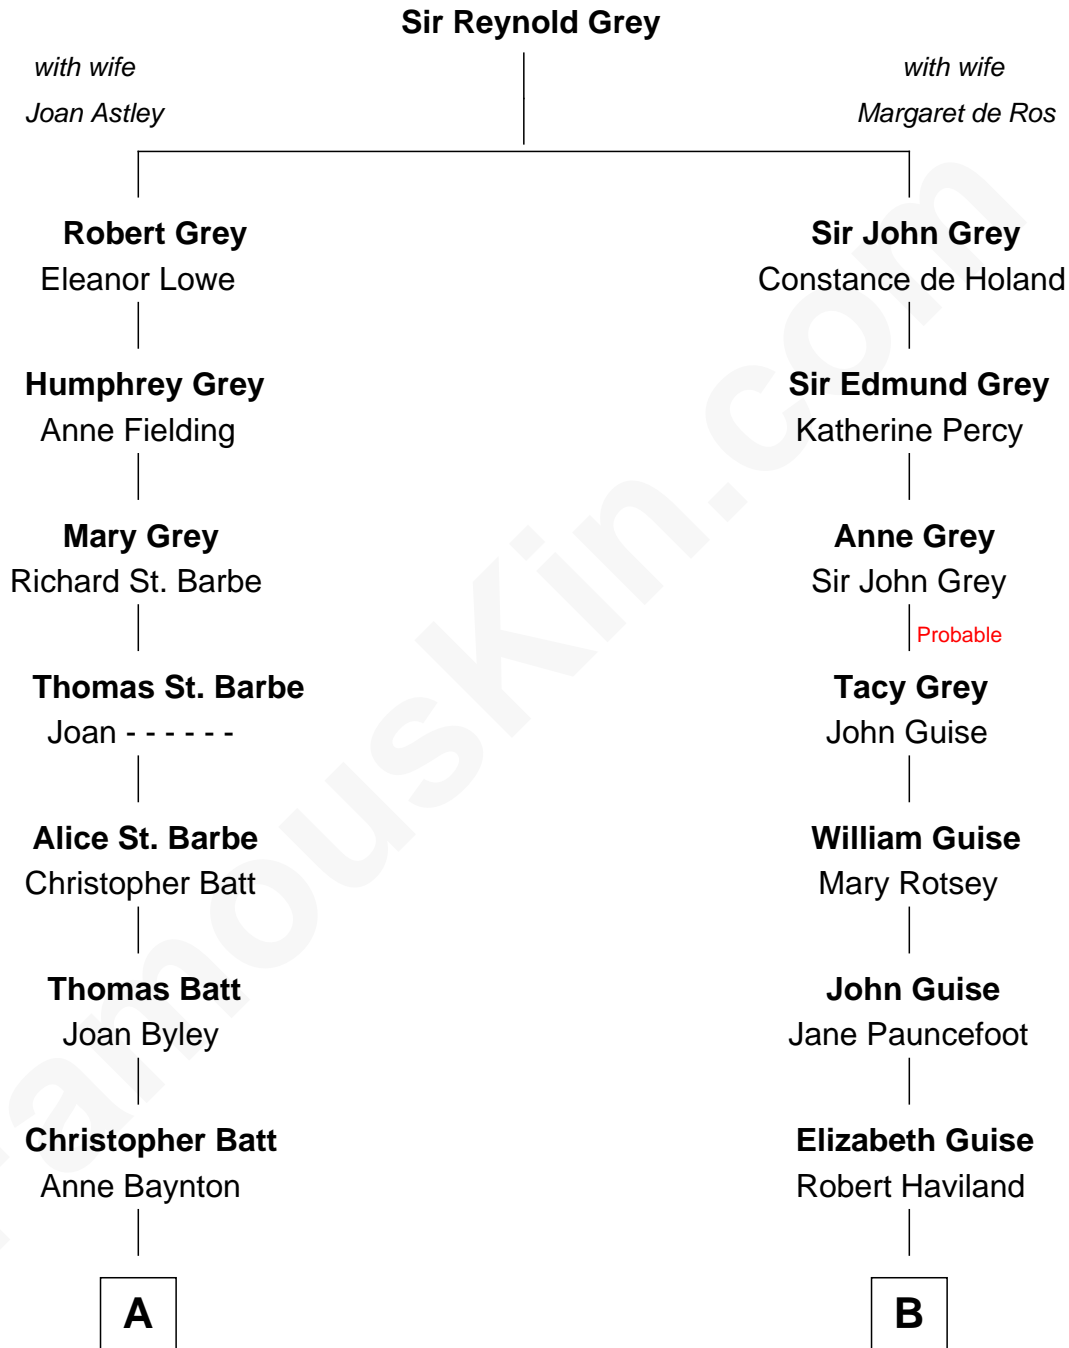 Sir Reynold Grey
with wife
Joan Astley
with wife
Margaret de Ros
Robert Grey
Eleanor Lowe
Sir John Grey
Constance de Holand
Humphrey Grey
Anne Fielding
Sir Edmund Grey
Katherine Percy
Mary Grey
Richard St. Barbe
Anne Grey
Sir John Grey
Probable
Thomas St. Barbe
Joan - - - - - -
Tacy Grey
John Guise
Alice St. Barbe
Christopher Batt
William Guise
Mary Rotsey
Thomas Batt
Joan Byley
John Guise
Jane Pauncefoot
Christopher Batt
Anne Baynton
Elizabeth Guise
Robert Haviland
A
B
FamousKin.com